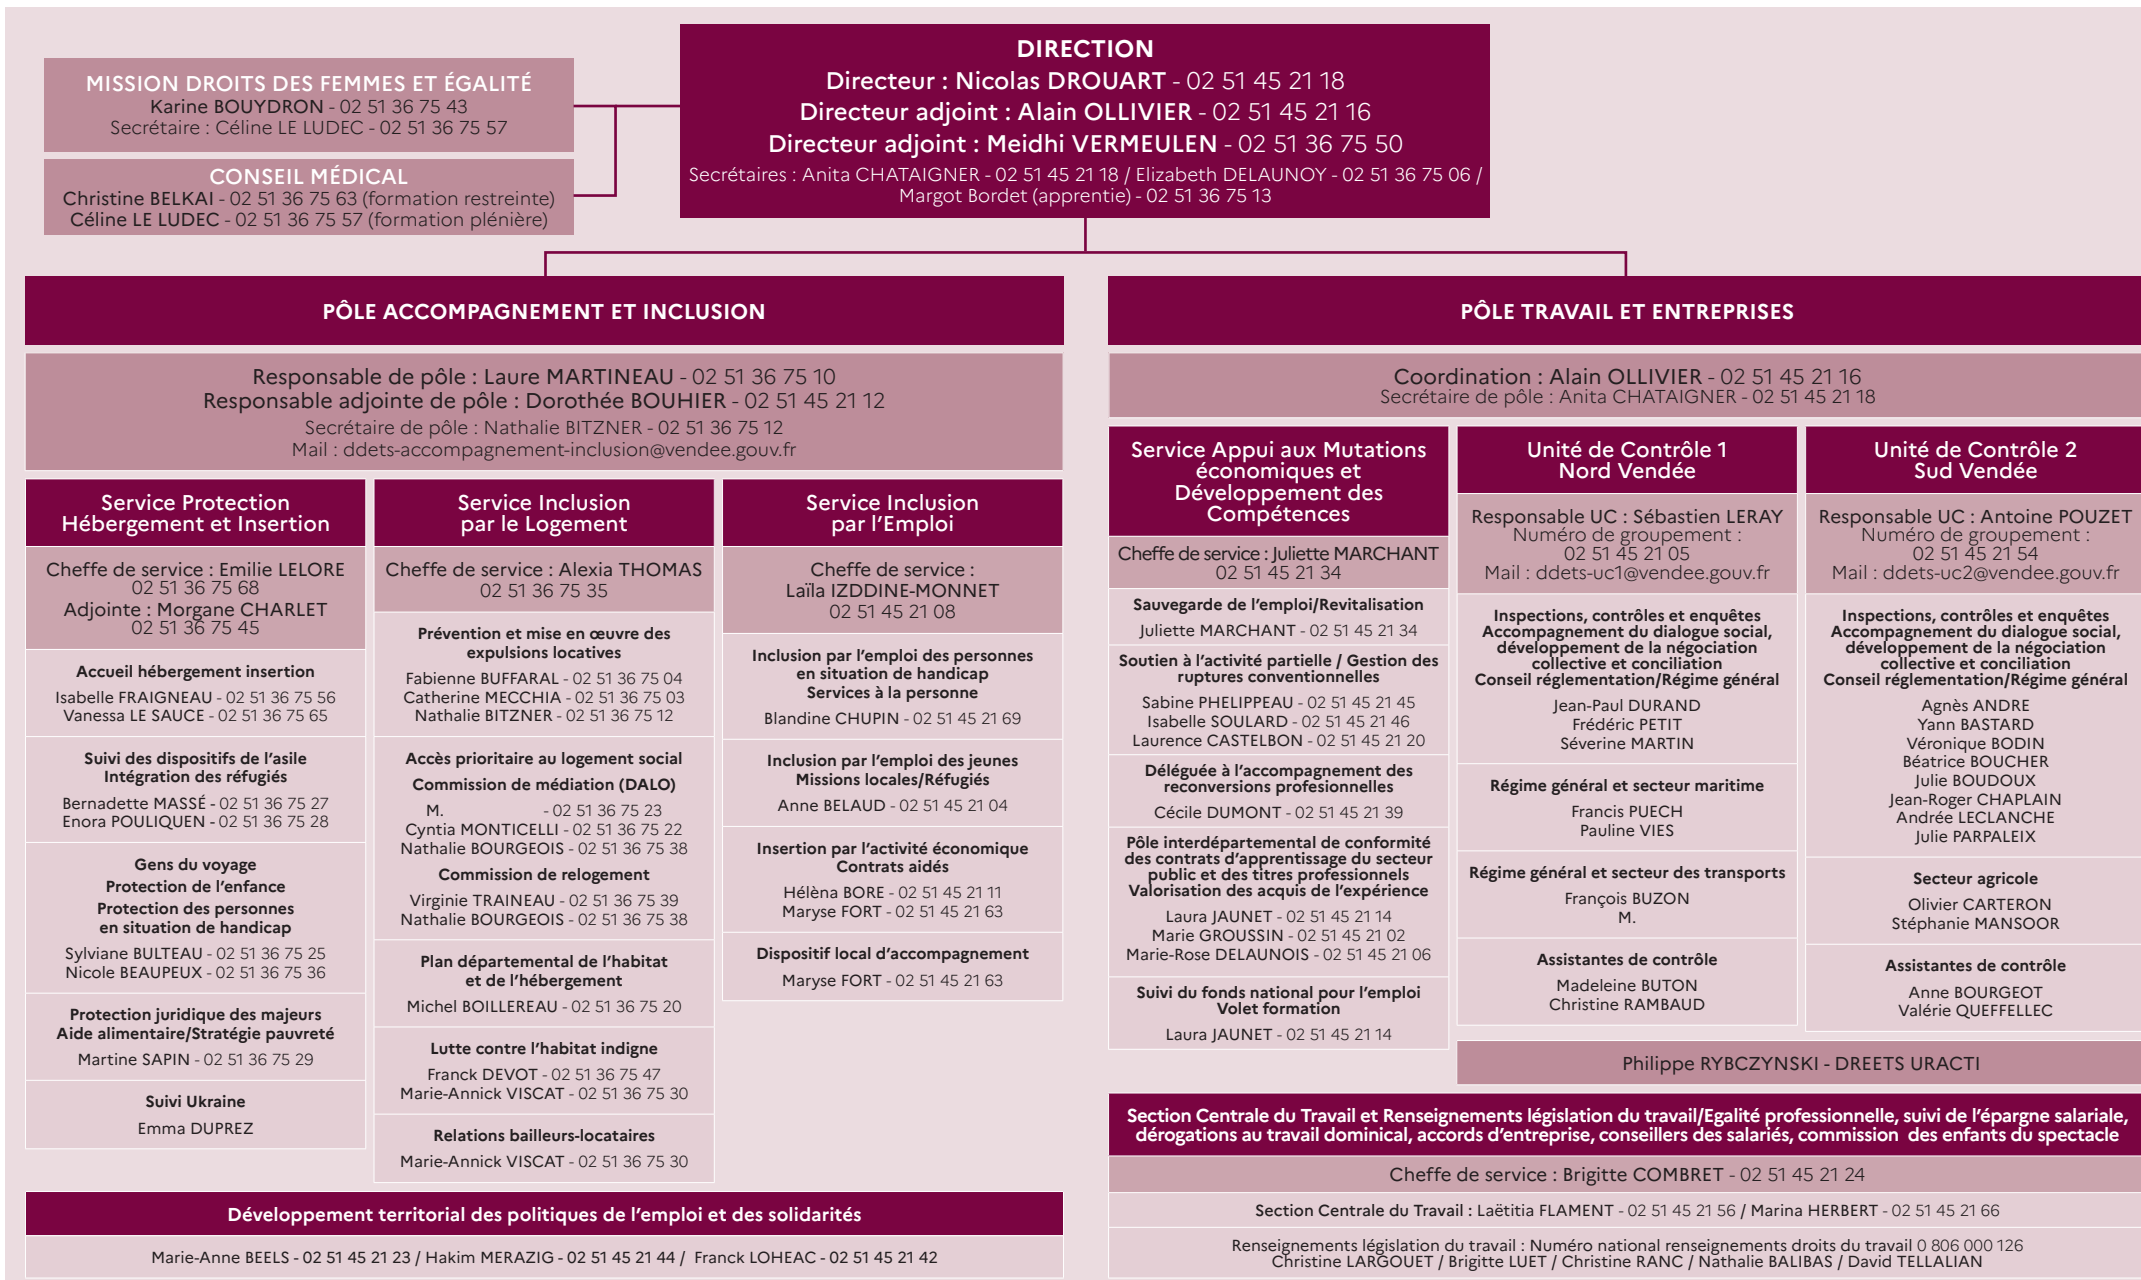 DIRECTION
Directeur : Nicolas DROUART - 02 51 45 21 18
Directeur adjoint : Alain OLLIVIER - 02 51 45 21 16
Directeur adjoint : Meidhi VERMEULEN - 02 51 36 75 50
Secrétaires : Anita CHATAIGNER - 02 51 45 21 18 / Elizabeth DELAUNOY - 02 51 36 75 06 /
Margot Bordet (apprentie) - 02 51 36 75 13
MISSION DROITS DES FEMMES ET ÉGALITÉ
Karine BOUYDRON - 02 51 36 75 43
Secrétaire : Céline LE LUDEC - 02 51 36 75 57
CONSEIL MÉDICAL
Christine BELKAI - 02 51 36 75 63 (formation restreinte)
Céline LE LUDEC - 02 51 36 75 57 (formation plénière)
PÔLE ACCOMPAGNEMENT ET INCLUSION
Responsable de pôle : Laure MARTINEAU - 02 51 36 75 10
Responsable adjointe de pôle : Dorothée BOUHIER - 02 51 45 21 12
Secrétaire de pôle : Nathalie BITZNER - 02 51 36 75 12
Mail : ddets-accompagnement-inclusion@vendee.gouv.fr
Service Protection
Hébergement et Insertion
Cheffe de service : Emilie LELORE
02 51 36 75 68
Adjointe : Morgane CHARLET
02 51 36 75 45
Accueil hébergement insertion
Isabelle FRAIGNEAU - 02 51 36 75 56
Vanessa LE SAUCE - 02 51 36 75 65
Suivi des dispositifs de l'asile
Intégration des réfugiés
Bernadette MASSÉ - 02 51 36 75 27
Enora POULIQUEN - 02 51 36 75 28
Gens du voyage
Protection de l'enfance
Protection des personnes
en situation de handicap
Sylviane BULTEAU - 02 51 36 75 25
Nicole BEAUPEUX - 02 51 36 75 36
Protection juridique des majeurs
Aide alimentaire/Stratégie pauvreté
Martine SAPIN - 02 51 36 75 29
Suivi Ukraine
Emma DUPREZ
Service Inclusion
par le Logement
Cheffe de service : Alexia THOMAS
02 51 36 75 35
Prévention et mise en œuvre des
expulsions locatives
Fabienne BUFFARAL - 02 51 36 75 04
Catherine MECCHIA - 02 51 36 75 03
Nathalie BITZNER - 02 51 36 75 12
Accès prioritaire au logement social
Commission de médiation (DALO)
M. - 02 51 36 75 23
Cyntia MONTICELLI - 02 51 36 75 22
Nathalie BOURGEOIS - 02 51 36 75 38
Commission de relogement
Virginie TRAINEAU - 02 51 36 75 39
Nathalie BOURGEOIS - 02 51 36 75 38
Plan départemental de l'habitat
et de l'hébergement
Michel BOILLEREAU - 02 51 36 75 20
Lutte contre l'habitat indigne
Franck DEVOT - 02 51 36 75 47
Marie-Annick VISCAT - 02 51 36 75 30
Relations bailleurs-locataires
Marie-Annick VISCAT - 02 51 36 75 30
Service Inclusion
par l'Emploi
Cheffe de service :
Laïla IZDDINE-MONNET
02 51 45 21 08
Inclusion par l'emploi des personnes
en situation de handicap
Services à la personne
Blandine CHUPIN - 02 51 45 21 69
Inclusion par l'emploi des jeunes
Missions locales/Réfugiés
Anne BELAUD - 02 51 45 21 04
Insertion par l'activité économique
Contrats aidés
Hélèna BORE - 02 51 45 21 11
Maryse FORT - 02 51 45 21 63
Dispositif local d'accompagnement
Maryse FORT - 02 51 45 21 63
Développement territorial des politiques de l'emploi et des solidarités
Marie-Anne BEELS - 02 51 45 21 23 / Hakim MERAZIG - 02 51 45 21 44 / Franck LOHEAC - 02 51 45 21 42
PÔLE TRAVAIL ET ENTREPRISES
Coordination : Alain OLLIVIER - 02 51 45 21 16
Secrétaire de pôle : Anita CHATAIGNER - 02 51 45 21 18
Service Appui aux Mutations
économiques et
Développement des
Compétences
Cheffe de service : Juliette MARCHANT
02 51 45 21 34
Sauvegarde de l'emploi/Revitalisation
Juliette MARCHANT - 02 51 45 21 34
Soutien à l'activité partielle / Gestion des
ruptures conventionnelles
Sabine PHELIPPEAU - 02 51 45 21 45
Isabelle SOULARD - 02 51 45 21 46
Laurence CASTELBON - 02 51 45 21 20
Déléguée à l'accompagnement des
reconversions profesionnelles
Cécile DUMONT - 02 51 45 21 39
Pôle interdépartemental de conformité
des contrats d'apprentissage du secteur
public et des titres professionnels
Valorisation des acquis de l'expérience
Laura JAUNET - 02 51 45 21 14
Marie GROUSSIN - 02 51 45 21 02
Marie-Rose DELAUNOIS - 02 51 45 21 06
Suivi du fonds national pour l'emploi
Volet formation
Laura JAUNET - 02 51 45 21 14
Unité de Contrôle 1
Nord Vendée
Responsable UC : Sébastien LERAY
Numéro de groupement :
02 51 45 21 05
Mail : ddets-uc1@vendee.gouv.fr
Inspections, contrôles et enquêtes
Accompagnement du dialogue social,
développement de la négociation
collective et conciliation
Conseil réglementation/Régime général
Jean-Paul DURAND
Frédéric PETIT
Séverine MARTIN
Régime général et secteur maritime
Francis PUECH
Pauline VIES
Régime général et secteur des transports
François BUZON
M.
Assistantes de contrôle
Madeleine BUTON
Christine RAMBAUD
Unité de Contrôle 2
Sud Vendée
Responsable UC : Antoine POUZET
Numéro de groupement :
02 51 45 21 54
Mail : ddets-uc2@vendee.gouv.fr
Inspections, contrôles et enquêtes
Accompagnement du dialogue social,
développement de la négociation
collective et conciliation
Conseil réglementation/Régime général
Agnès ANDRE
Yann BASTARD
Véronique BODIN
Béatrice BOUCHER
Julie BOUDOUX
Jean-Roger CHAPLAIN
Andrée LECLANCHE
Julie PARPALEIX
Secteur agricole
Olivier CARTERON
Stéphanie MANSOOR
Assistantes de contrôle
Anne BOURGEOT
Valérie QUEFFELLEC
Philippe RYBCZYNSKI - DREETS URACTI
Section Centrale du Travail et Renseignements législation du travail/Egalité professionnelle, suivi de l'épargne salariale,
dérogations au travail dominical, accords d'entreprise, conseillers des salariés, commission des enfants du spectacle
Cheffe de service : Brigitte COMBRET - 02 51 45 21 24
Section Centrale du Travail : Laëtitia FLAMENT - 02 51 45 21 56 / Marina HERBERT - 02 51 45 21 66
Renseignements législation du travail : Numéro national renseignements droits du travail 0 806 000 126
Christine LARGOUET / Brigitte LUET / Christine RANC / Nathalie BALIBAS / David TELLALIAN